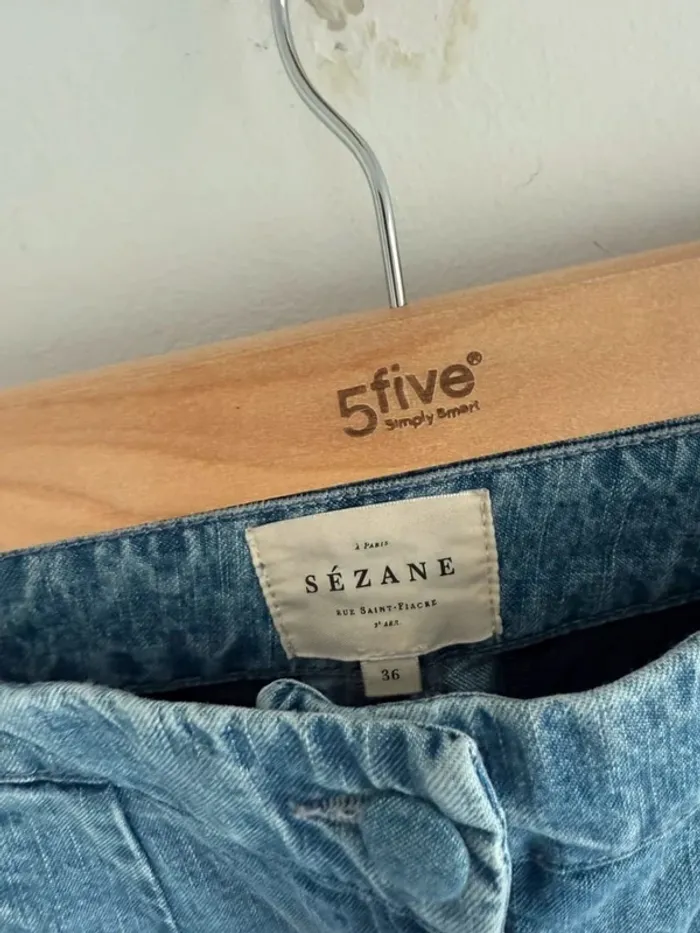 5five®
Simply Smart
à Paris
SÉZANE
RUE SAINT-FIACRE
2ᵉ ARR.
36